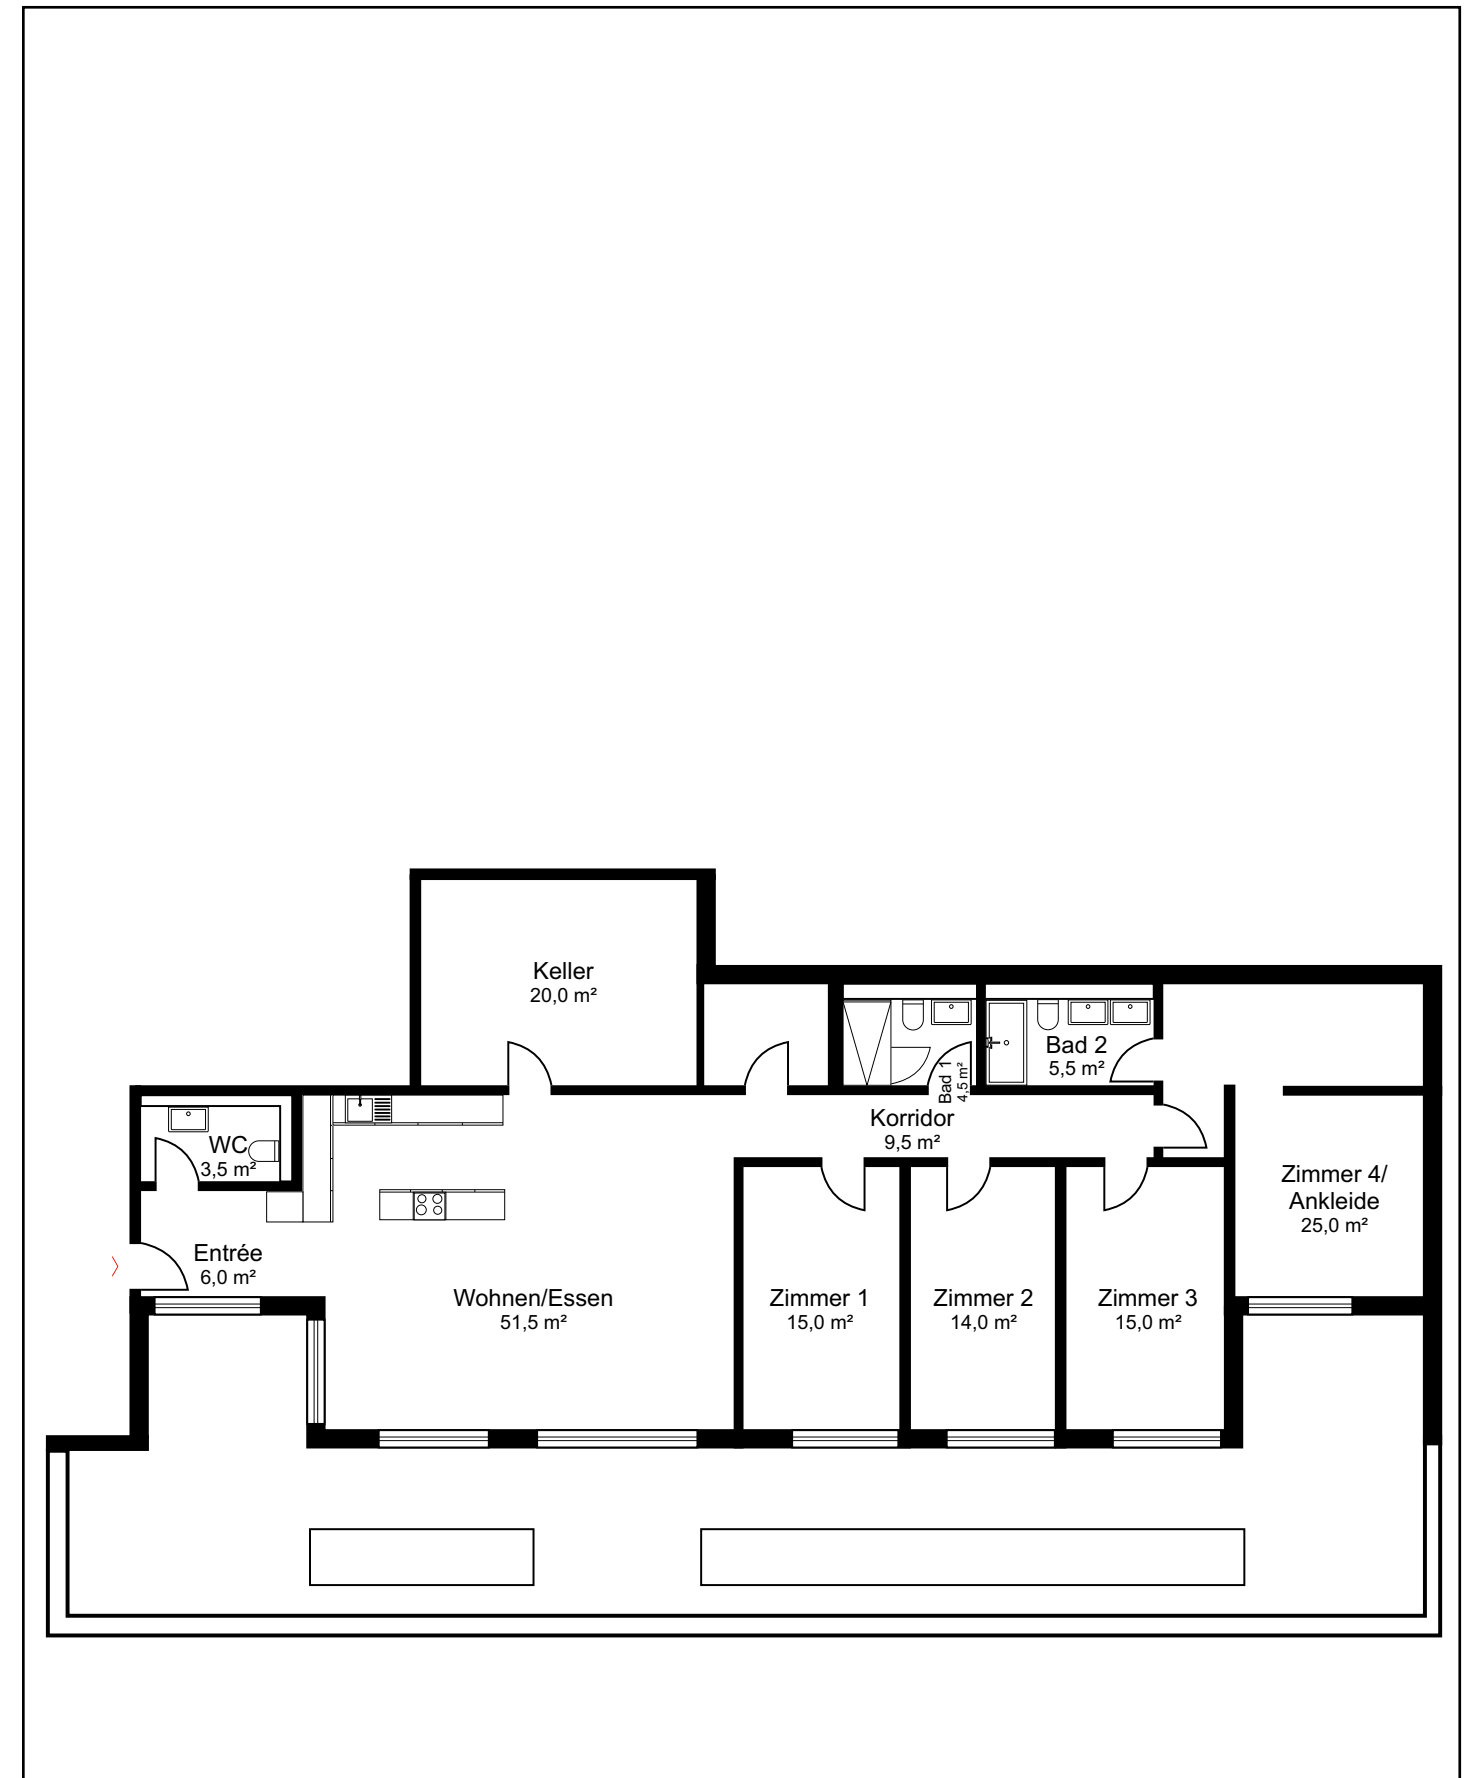 Keller
20,0 m²
Bad 1
4,5 m²
Bad 2
5,5 m²
WC
3,5 m²
Korridor
9,5 m²
Zimmer 4/
Ankleide
25,0 m²
Entrée
6,0 m²
Wohnen/Essen
51,5 m²
Zimmer 1
15,0 m²
Zimmer 2
14,0 m²
Zimmer 3
15,0 m²